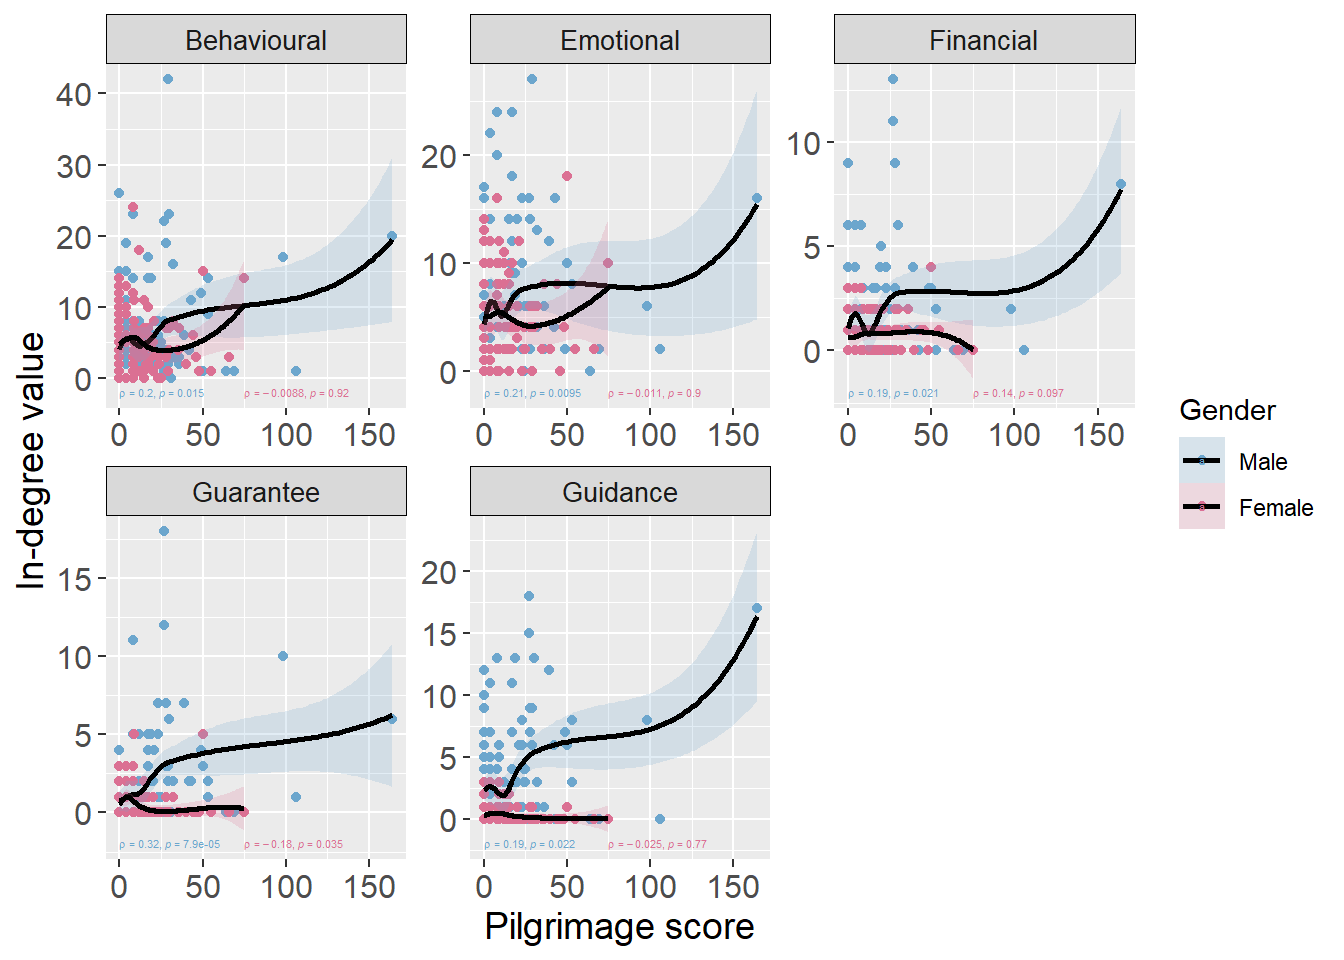 Behavioural
Emotional
Financial
40
30
20
10
0
20
10
0
10
5
0
ρ = 0.2, p = 0.015
ρ = −0.0088, p = 0.92
ρ = 0.21, p = 0.0095
ρ = −0.011, p = 0.9
ρ = 0.19, p = 0.021
ρ = 0.14, p = 0.097
0 50 100 150
0 50 100 150
0 50 100 150
In-degree value
Gender
Male
Female
Guarantee
Guidance
15
10
5
0
20
15
10
5
0
ρ = 0.32, p = 7.9e-05
ρ = −0.18, p = 0.035
ρ = 0.19, p = 0.022
ρ = −0.025, p = 0.77
0 50 100 150
0 50 100 150
Pilgrimage score